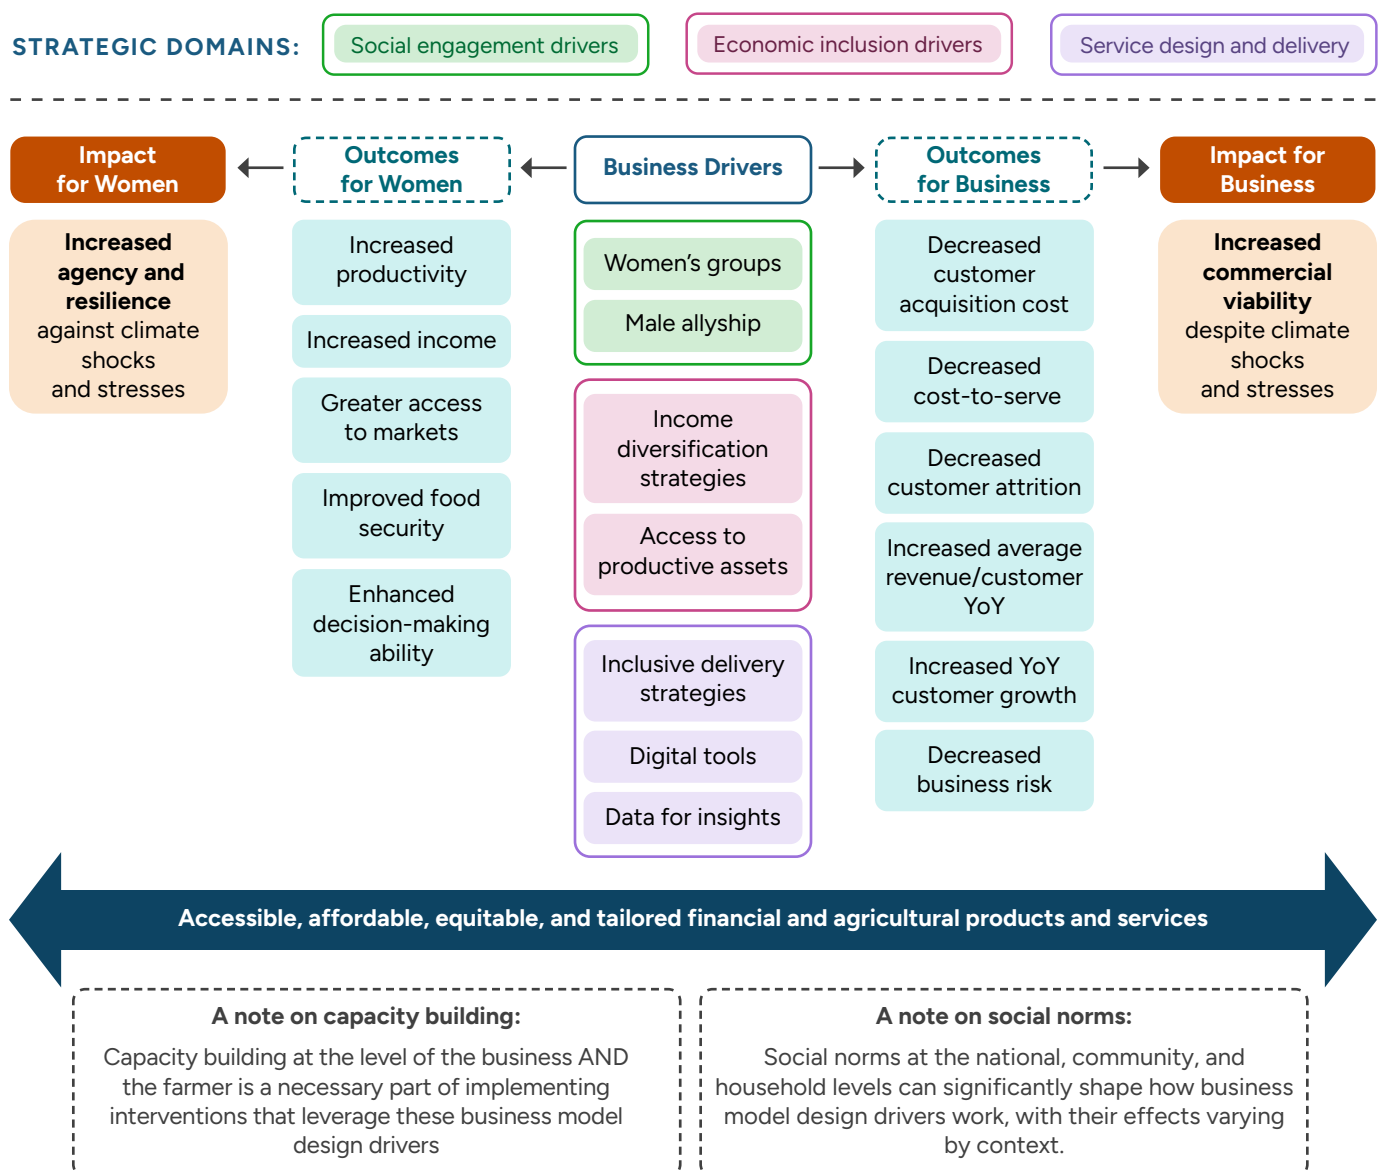 STRATEGIC DOMAINS:
Social engagement drivers
Economic inclusion drivers
Service design and delivery
Impact
for Women
Outcomes
for Women
Business Drivers
Outcomes
for Business
Impact for
Business
Increased
agency and
resilience
against climate
shocks
and stresses
Increased
productivity
Increased income
Greater access
to markets
Improved food
security
Enhanced
decision-making
ability
Women’s groups
Male allyship
Income
diversification
strategies
Access to
productive assets
Inclusive delivery
strategies
Digital tools
Data for insights
Decreased
customer
acquisition cost
Decreased
cost-to-serve
Decreased
customer attrition
Increased average
revenue/customer
YoY
Increased YoY
customer growth
Decreased
business risk
Increased
commercial
viability
despite climate
shocks
and stresses
Accessible, affordable, equitable, and tailored financial and agricultural products and services
A note on capacity building:
Capacity building at the level of the business AND
the farmer is a necessary part of implementing
interventions that leverage these business model
design drivers
A note on social norms:
Social norms at the national, community, and
household levels can significantly shape how business
model design drivers work, with their effects varying
by context.